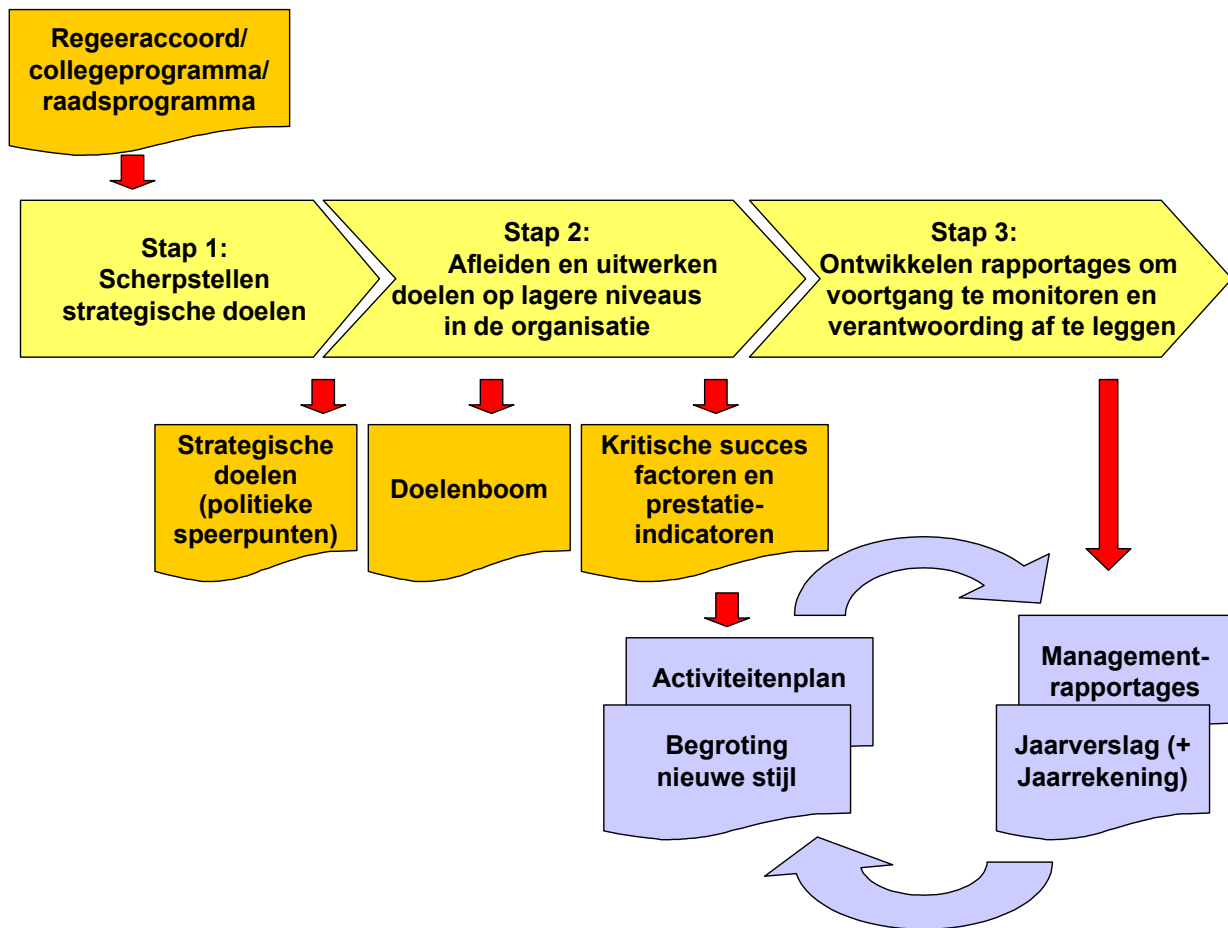 Regeeraccoord/
collegeprogramma/
raadsprogramma
Stap 1:
Scherpstellen
strategische doelen
Stap 2:
Afleiden en uitwerken
doelen op lagere niveaus
in de organisatie
Stap 3:
Ontwikkelen rapportages om
voortgang te monitoren en
verantwoording af te leggen
Strategische
doelen
(politieke
speerpunten)
Doelenboom
Kritische succes
factoren en
prestatie-
indicatoren
Activiteitenplan
Begroting
nieuwe stijl
Management-
rapportages
Jaarverslag (+
Jaarrekening)